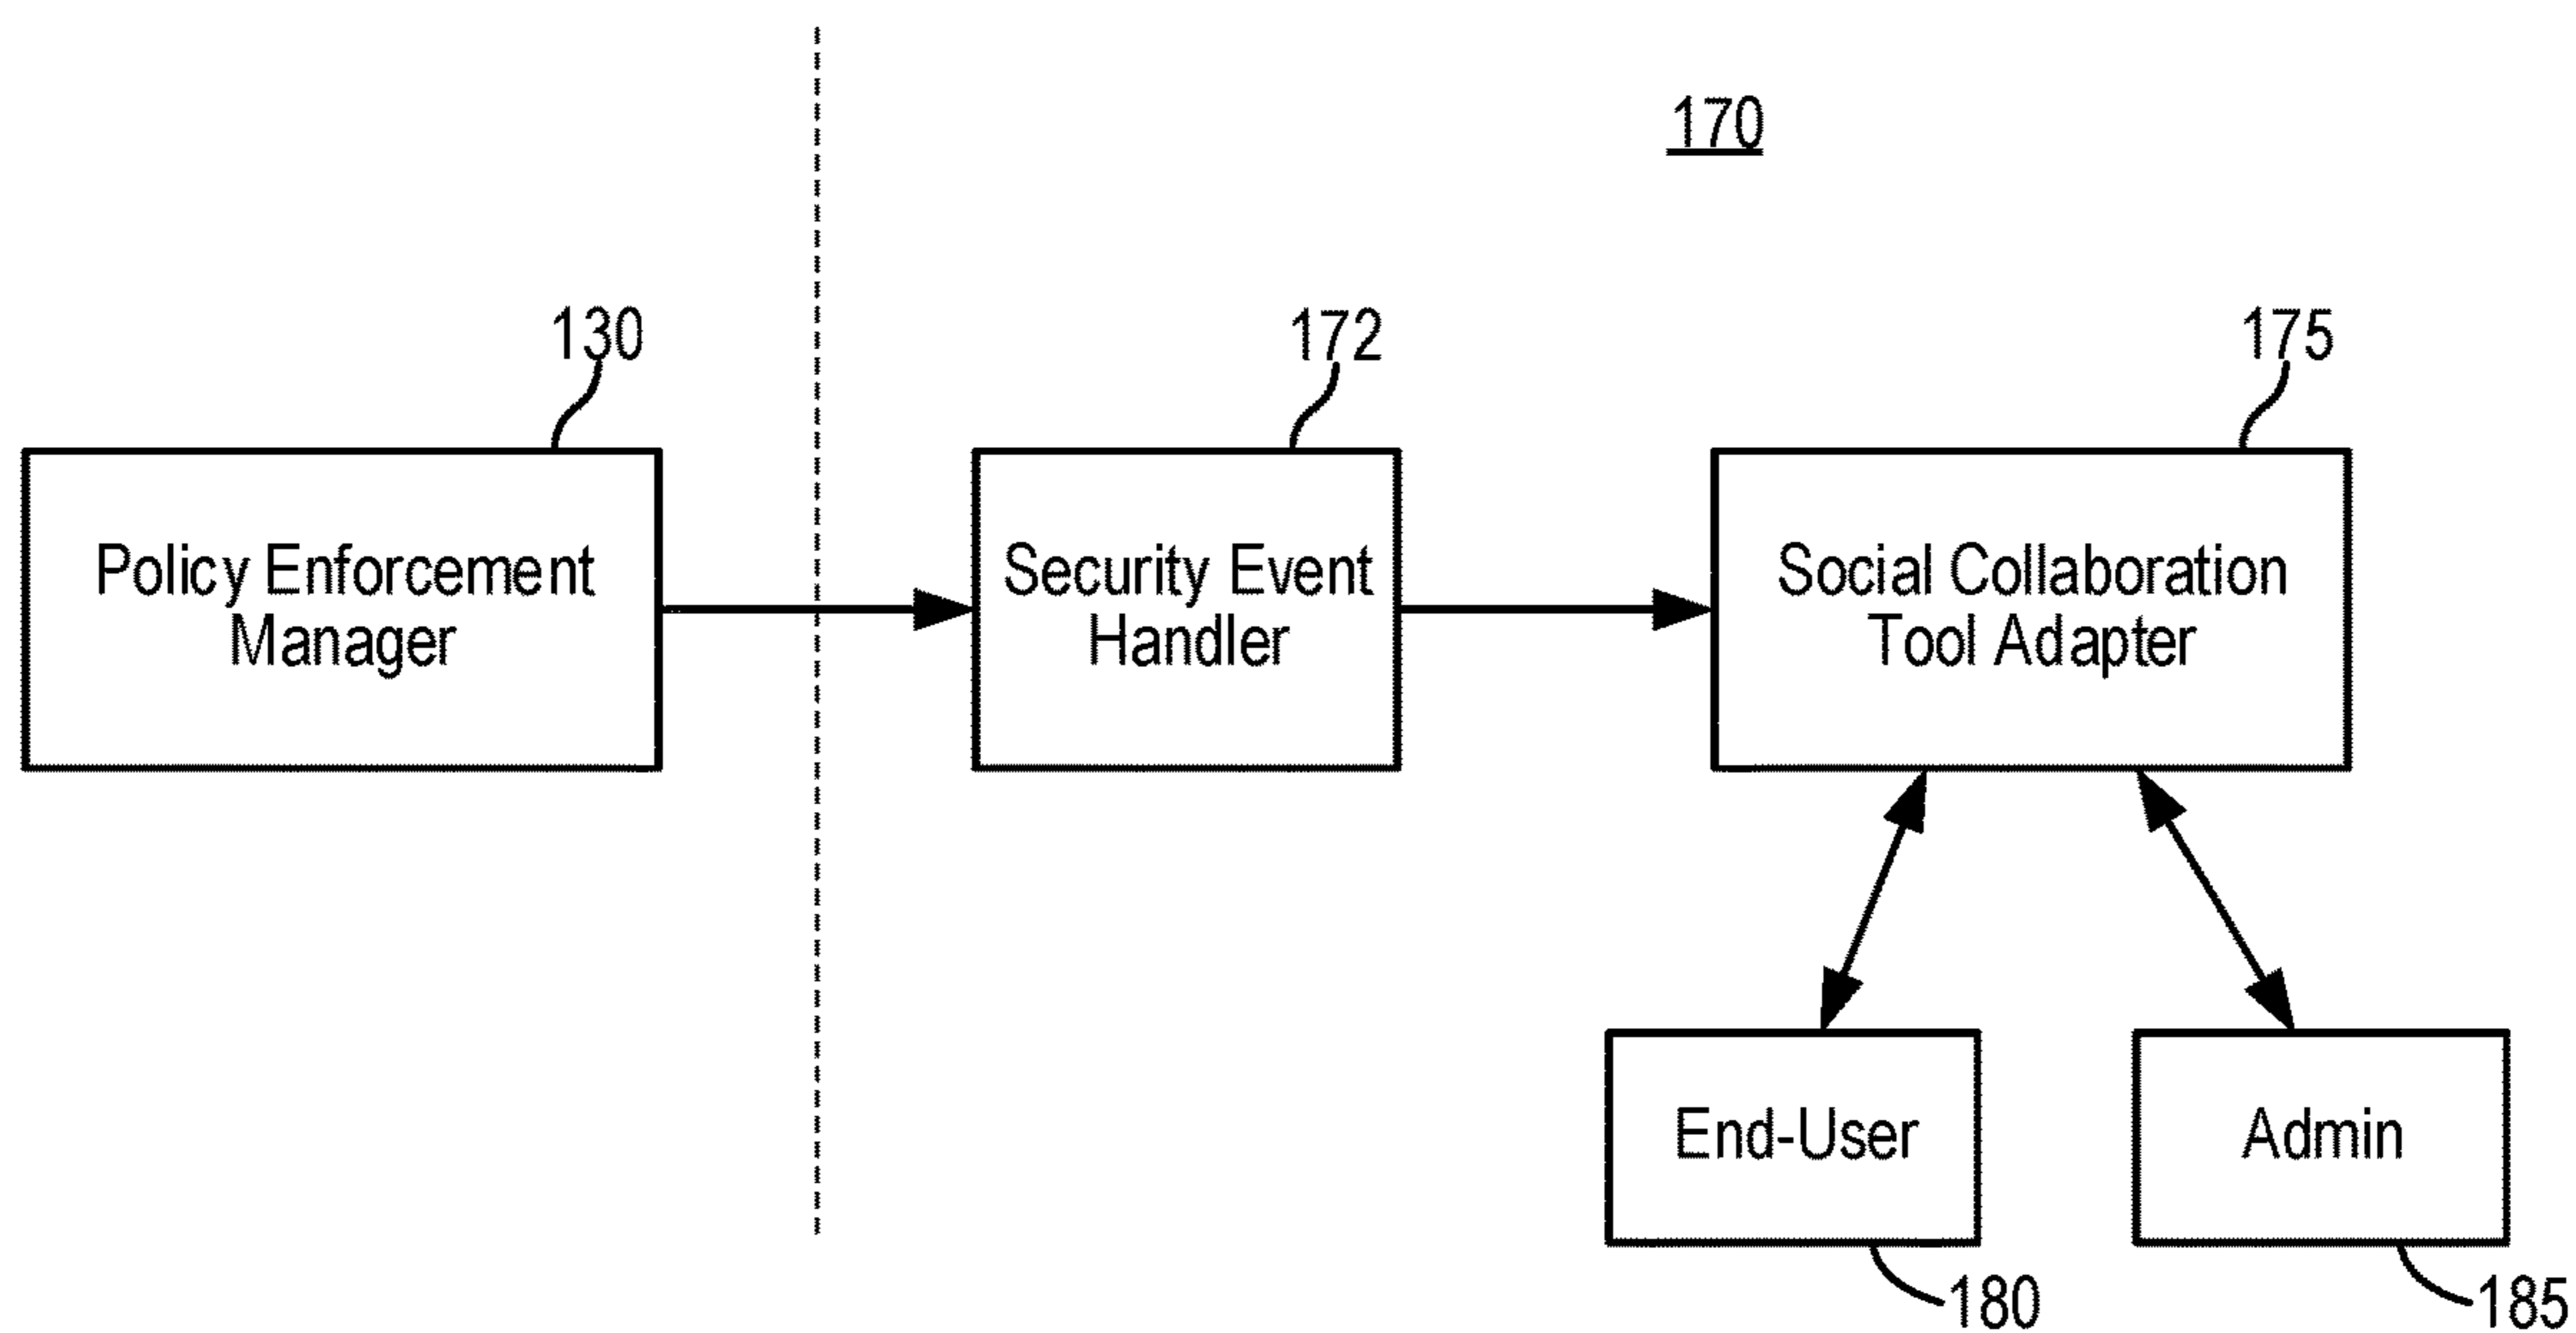 170
130
172
175
Policy Enforcement
Manager
Security Event
Handler
Social Collaboration
Tool Adapter
End-User
Admin
180
185